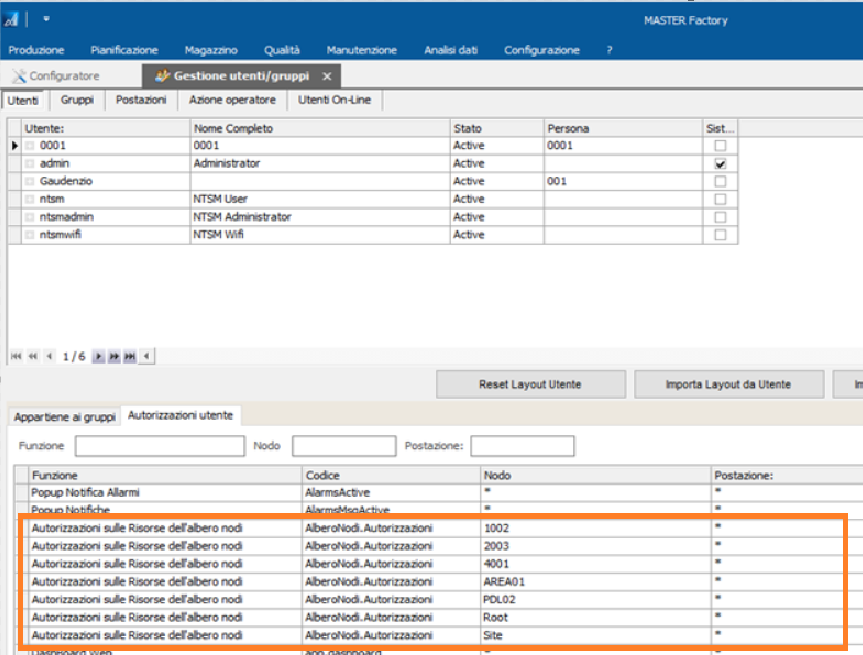 MASTER Factory
Produzione Pianificazione Magazzino Qualità Manutenzione Analisi dati Configurazione ?
Configuratore Gestione utenti/gruppi X
Utenti Gruppi Postazioni Azione operatore Utenti On-Line
Utente: Nome Completo Stato Persona Sist...
0001 0001 Active 0001
admin Administrator Active
Gaudenzio Active 001
ntsm NTSM User Active
ntsmadmin NTSM Administrator Active
ntsmwifi NTSM Wifi Active
1/6
Reset Layout Utente Importa Layout da Utente
Appartiene ai gruppi Autorizzazioni utente
Funzione Nodo Postazione:
Funzione Codice Nodo Postazione:
Popup Notifica Allarmi AlarmsActive * *
Popup Notifiche AlarmsMsgActive * *
Autorizzazioni sulle Risorse dell'albero nodi AlberoNodi.Autorizzazioni 1002 *
Autorizzazioni sulle Risorse dell'albero nodi AlberoNodi.Autorizzazioni 2003 *
Autorizzazioni sulle Risorse dell'albero nodi AlberoNodi.Autorizzazioni 4001 *
Autorizzazioni sulle Risorse dell'albero nodi AlberoNodi.Autorizzazioni AREA01 *
Autorizzazioni sulle Risorse dell'albero nodi AlberoNodi.Autorizzazioni PDL02 *
Autorizzazioni sulle Risorse dell'albero nodi AlberoNodi.Autorizzazioni Root *
Autorizzazioni sulle Risorse dell'albero nodi AlberoNodi.Autorizzazioni Site *